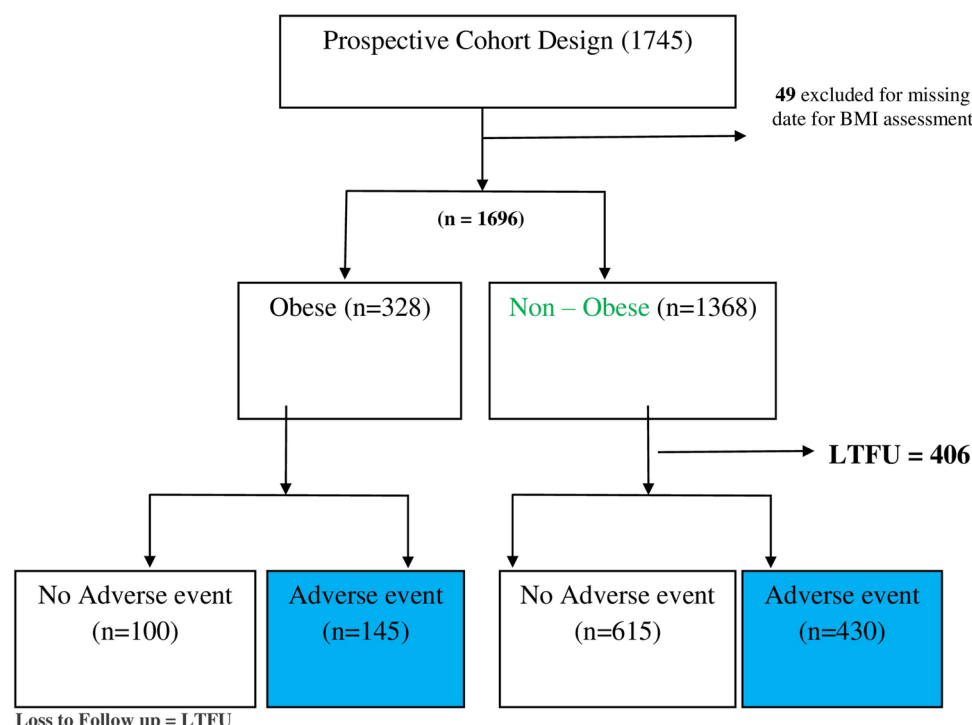 Prospective Cohort Design (1745)
49 excluded for missing
date for BMI assessment
(n = 1696)
Obese (n=328)
Non – Obese (n=1368)
LTFU = 406
No Adverse event
(n=100)
Adverse event
(n=145)
No Adverse event
(n=615)
Adverse event
(n=430)
Loss to Follow up = LTFU